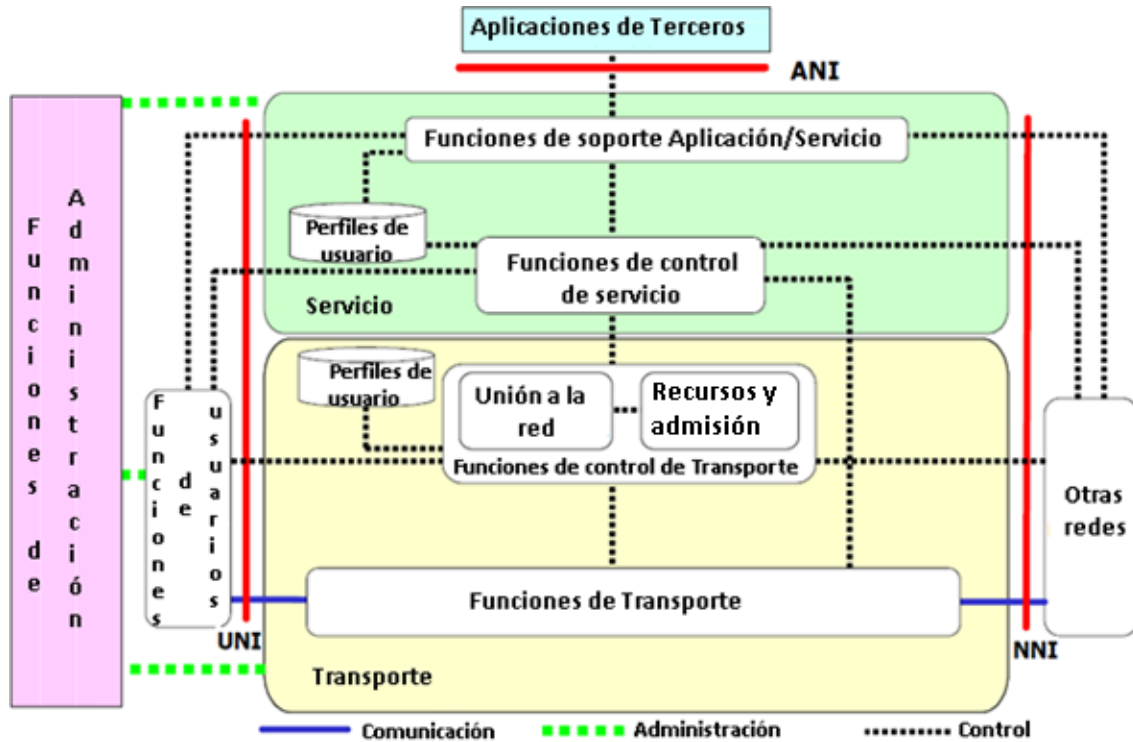 Aplicaciones de Terceros
ANI
Funciones de
Administración
Funciones de soporte Aplicación/Servicio
Perfiles de
usuario
Funciones de control
de servicio
Servicio
Perfiles de
usuario
Unión a la
red
Recursos y
admisión
Funciones de control de Transporte
Funciones
de
usuarios
Otras
redes
Funciones de Transporte
UNI
NNI
Transporte
Comunicación
Administración
Control